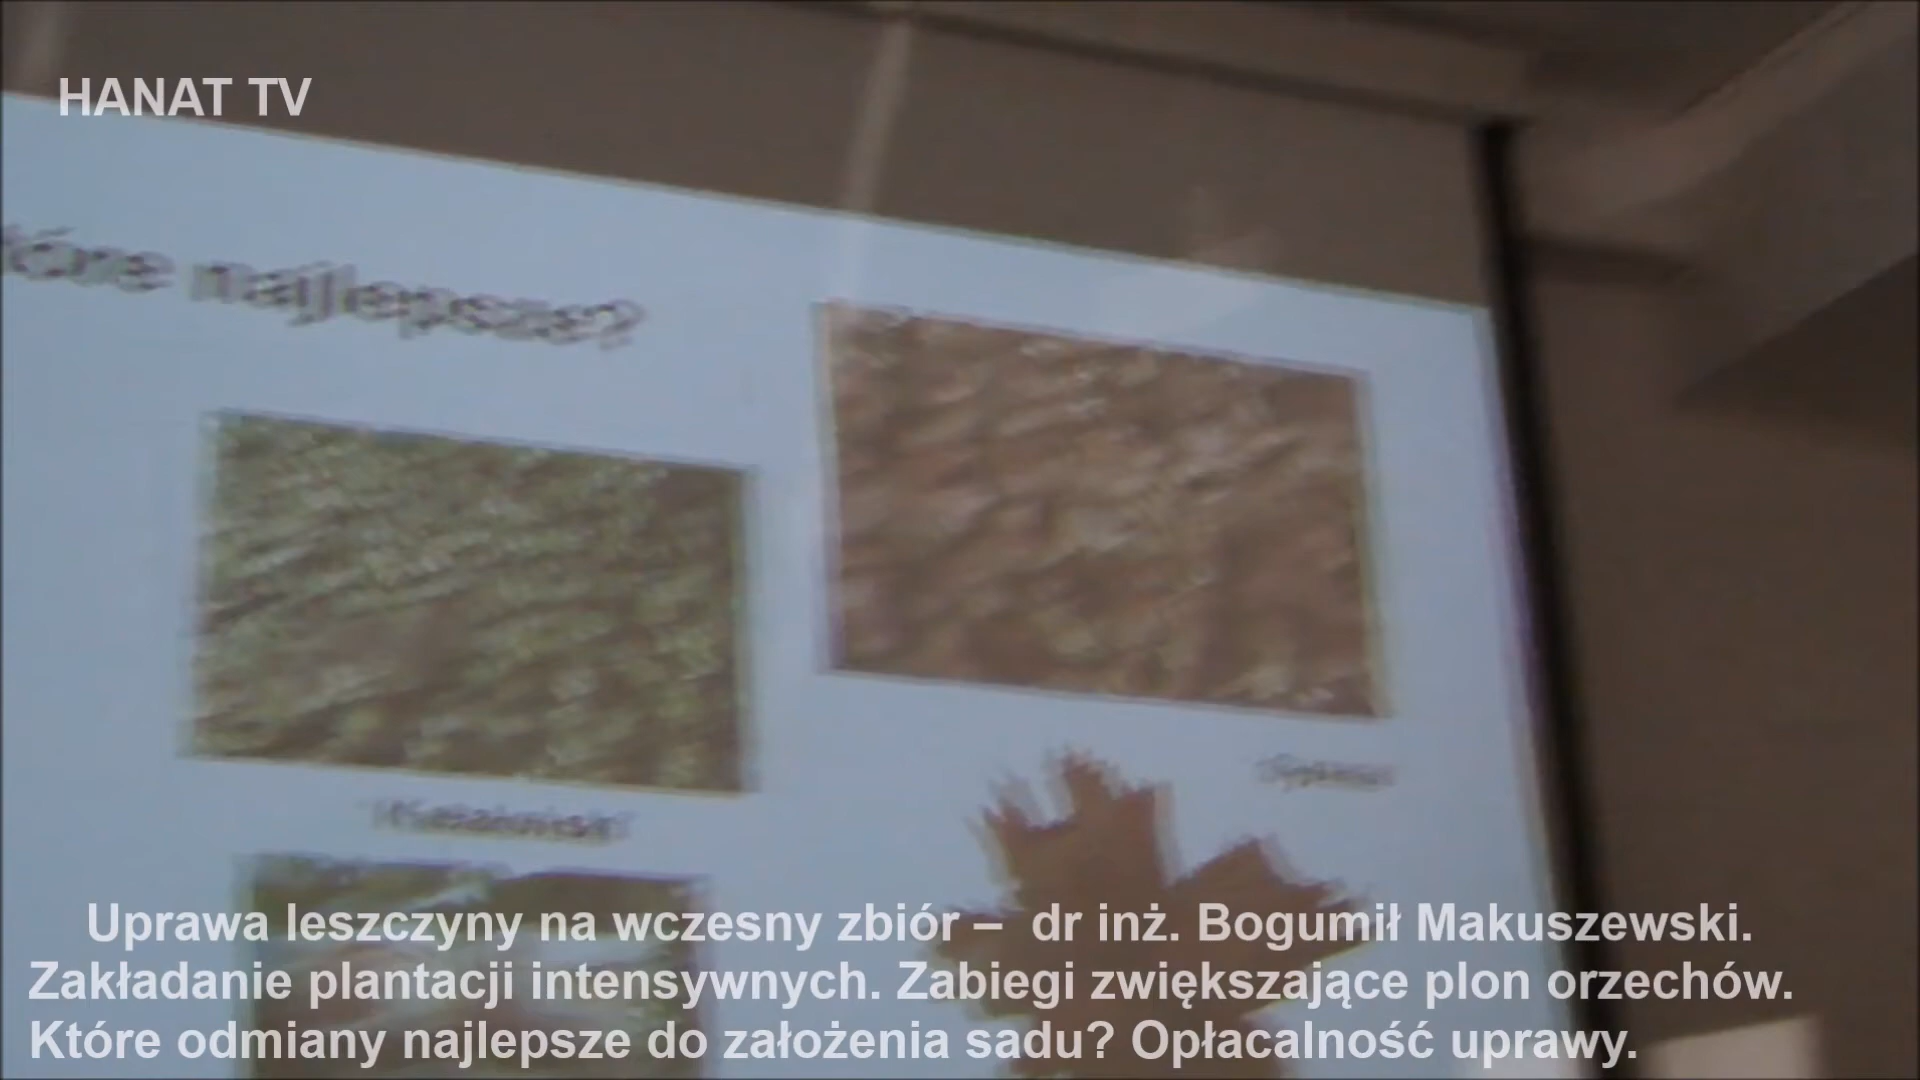 HANAT TV
które najlepsze?
Uprawa leszczyny na wczesny zbiór – dr inż. Bogumił Makuszewski.
Zakładanie plantacji intensywnych. Zabiegi zwiększające plon orzechów.
Które odmiany najlepsze do założenia sadu? Opłacalność uprawy.